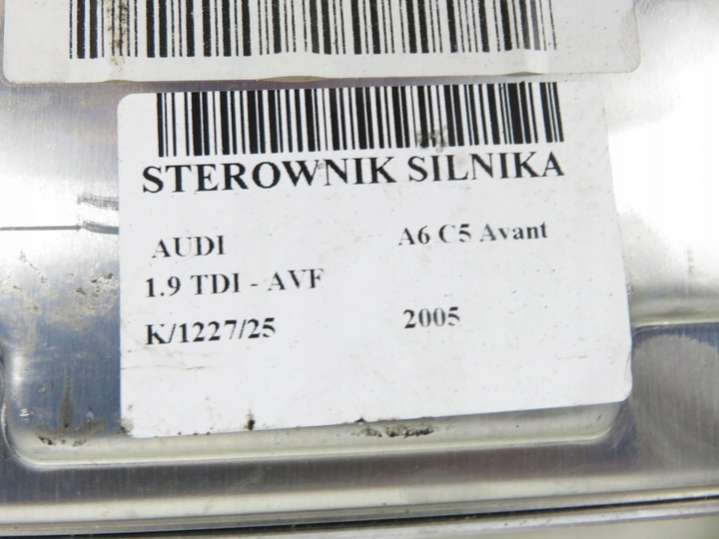 STEROWNIK SILNIKA
AUDI A6 C5 Avant
1.9 TDI - AVF
K/1227/25 2005